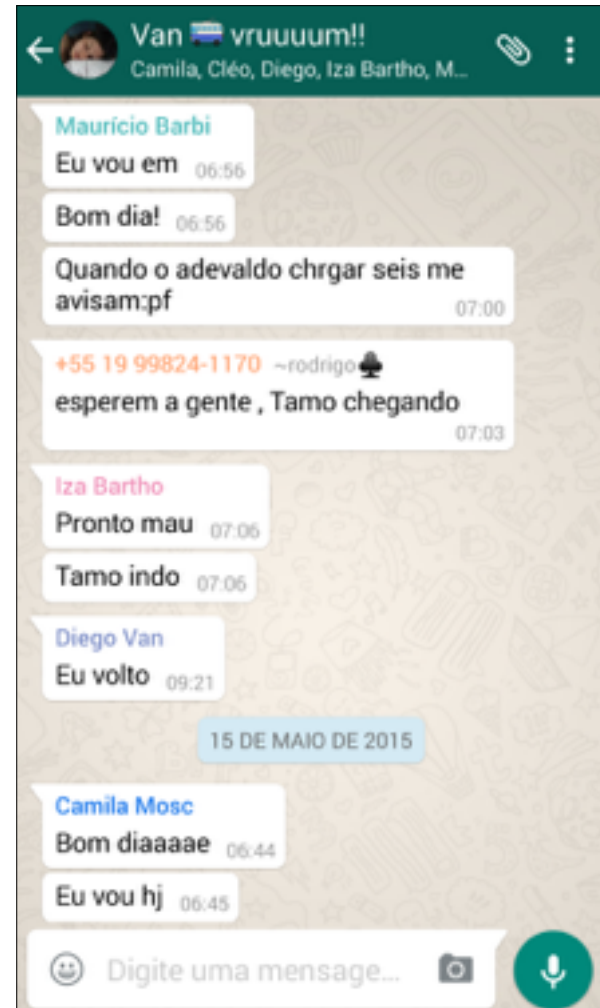 Van 🚐 vruuuum!!
Camila, Cléo, Diego, Iza Bartho, M...
Maurício Barbi
Eu vou em 06:56
Bom dia! 06:56
Quando o adevaldo chrgar seis me
avisam:pf
07:00
+55 19 99824-1170 ~rodrigo♣
esperem a gente , Tamo chegando
07:03
Iza Bartho
Pronto mau 07:06
Tamo indo 07:06
Diego Van
Eu volto 09:21
15 DE MAIO DE 2015
Camila Mosc
Bom diaaaae 06:44
Eu vou hj 06:45
Digite uma mensage...